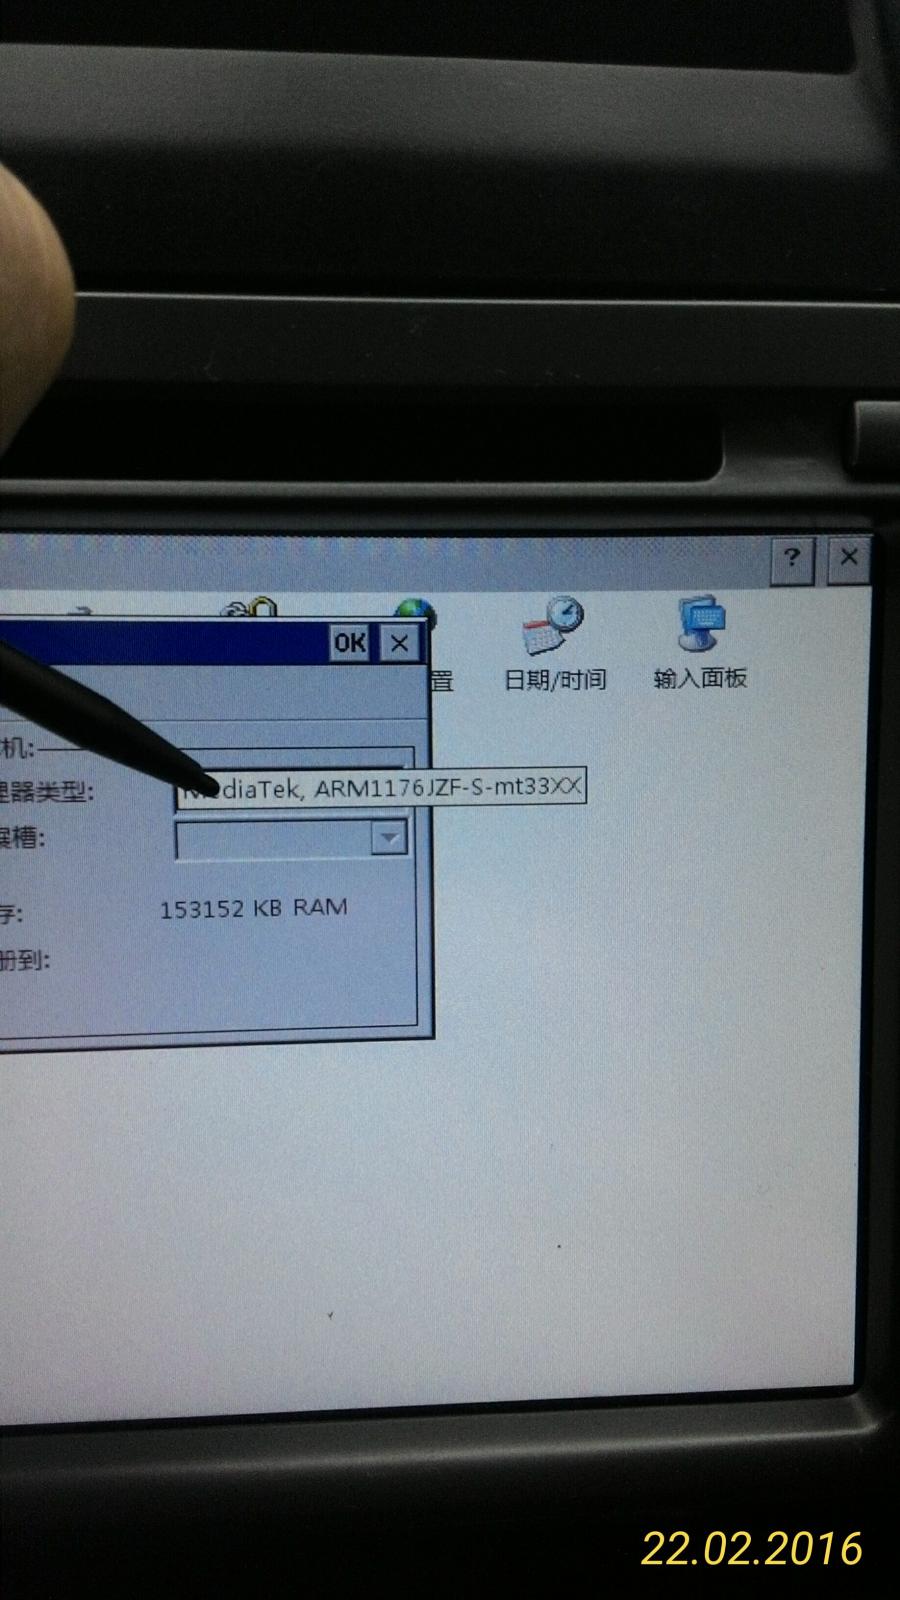 ?
×
OK ×
置
日期/时间
输入面板
机:
器类型:
MediaTek, ARM1176JZF-S-mt33XX
槽:
存:
153152 KB RAM
册到:
22.02.2016